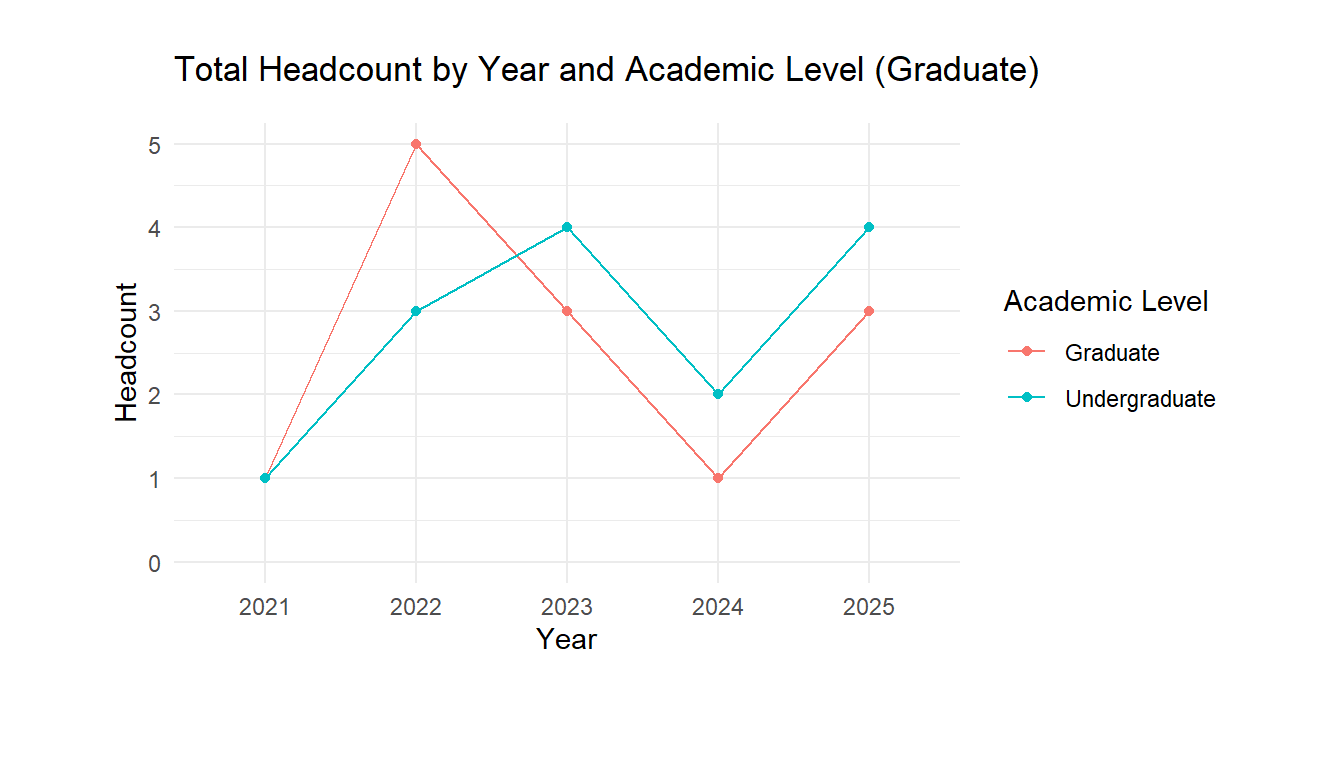 Total Headcount by Year and Academic Level (Graduate)
5
4
3
2
1
0
Headcount
2021 2022 2023 2024 2025
Year
Academic Level
Graduate
Undergraduate